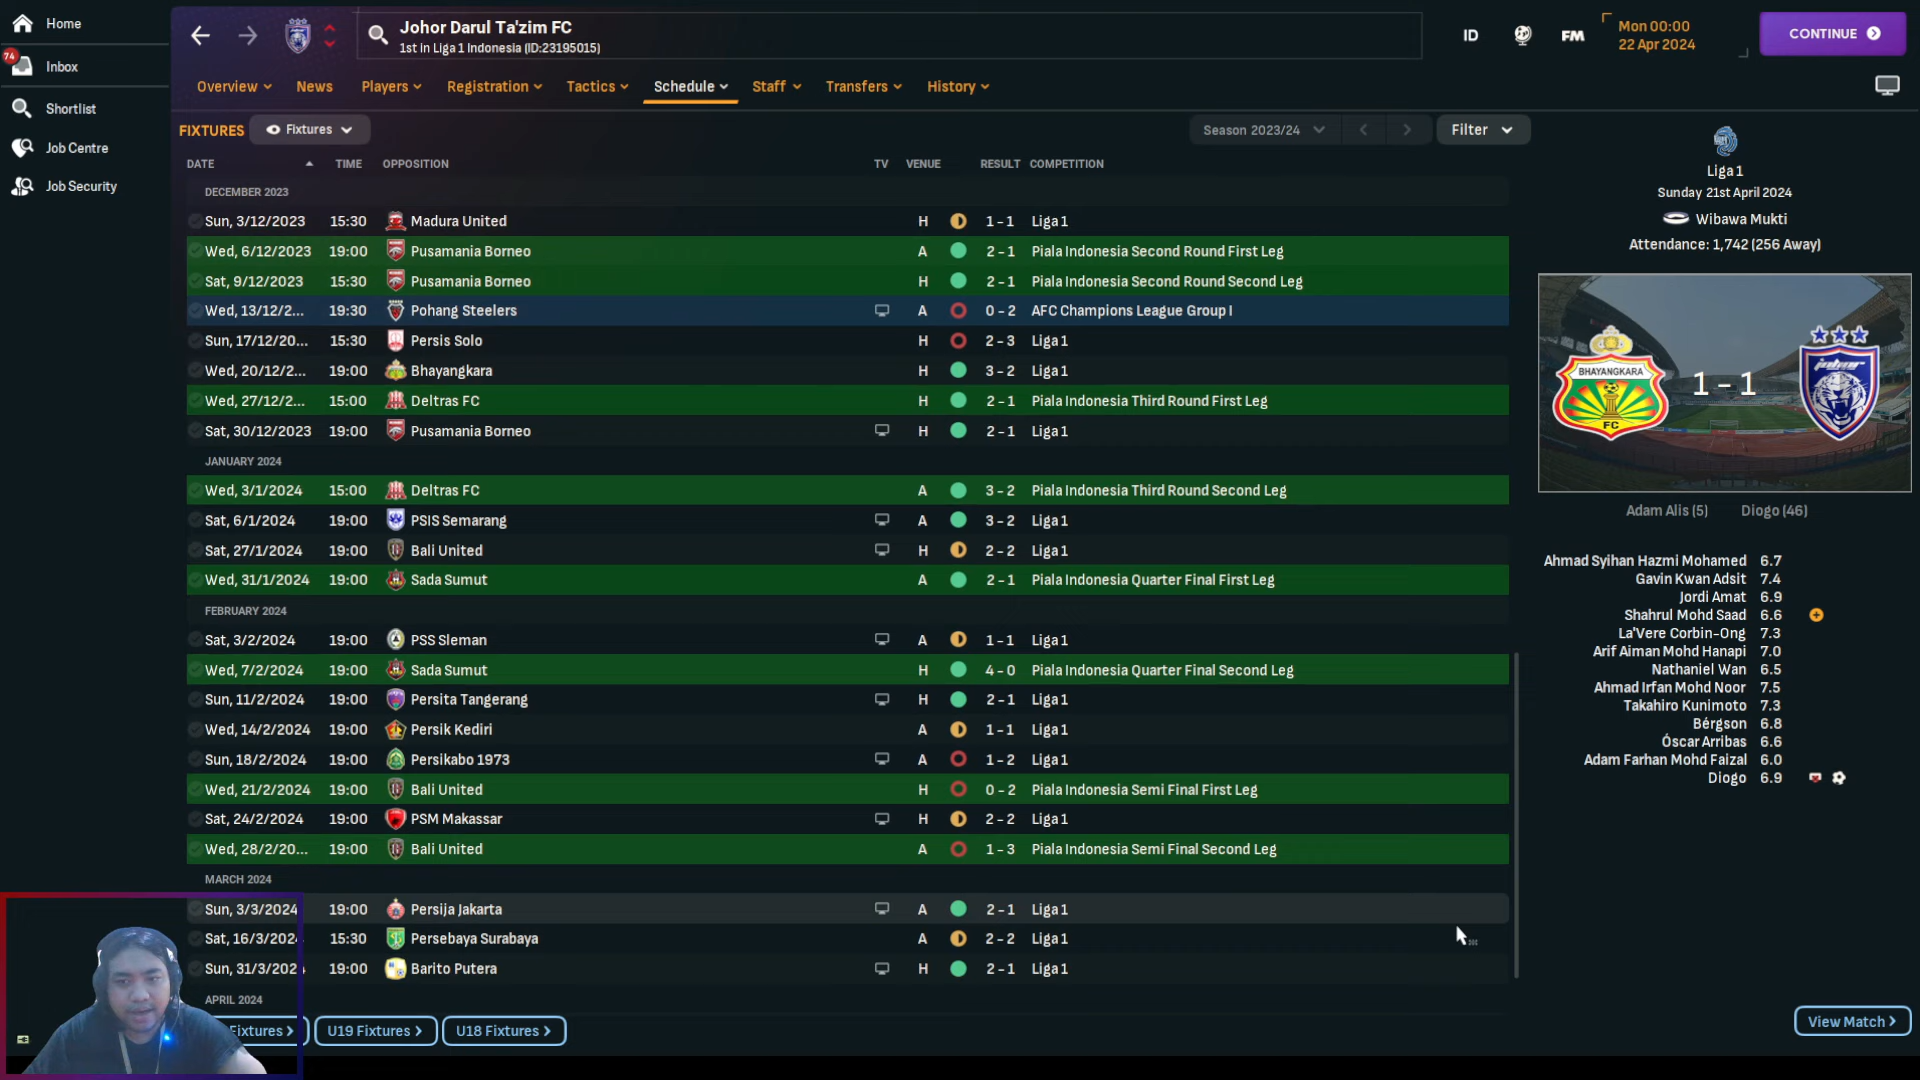 Home
74
Inbox
Shortlist
Job Centre
Job Security
Johor Darul Ta'zim FC
1st in Liga 1 Indonesia (ID:23195015)
ID
FM
Mon 00:00
22 Apr 2024
CONTINUE
Overview
News
Players
Registration
Tactics
Schedule
Staff
Transfers
History
FIXTURES
Fixtures
Season 2023/24
Filter
DATE TIME OPPOSITION TV VENUE RESULT COMPETITION
DECEMBER 2023
Sun, 3/12/2023 15:30 Madura United H 1 - 1 Liga 1
Wed, 6/12/2023 19:00 Pusamania Borneo A 2 - 1 Piala Indonesia Second Round First Leg
Sat, 9/12/2023 15:30 Pusamania Borneo H 2 - 1 Piala Indonesia Second Round Second Leg
Wed, 13/12/2... 19:30 Pohang Steelers A 0 - 2 AFC Champions League Group I
Sun, 17/12/20... 15:30 Persis Solo H 2 - 3 Liga 1
Wed, 20/12/2... 19:00 Bhayangkara H 3 - 2 Liga 1
Wed, 27/12/2... 15:00 Deltras FC H 2 - 1 Piala Indonesia Third Round First Leg
Sat, 30/12/2023 19:00 Pusamania Borneo H 2 - 1 Liga 1
JANUARY 2024
Wed, 3/1/2024 15:00 Deltras FC A 3 - 2 Piala Indonesia Third Round Second Leg
Sat, 6/1/2024 19:00 PSIS Semarang A 3 - 2 Liga 1
Sat, 27/1/2024 19:00 Bali United H 2 - 2 Liga 1
Wed, 31/1/2024 19:00 Sada Sumut A 2 - 1 Piala Indonesia Quarter Final First Leg
FEBRUARY 2024
Sat, 3/2/2024 19:00 PSS Sleman A 1 - 1 Liga 1
Wed, 7/2/2024 19:00 Sada Sumut H 4 - 0 Piala Indonesia Quarter Final Second Leg
Sun, 11/2/2024 19:00 Persita Tangerang H 2 - 1 Liga 1
Wed, 14/2/2024 19:00 Persik Kediri A 1 - 1 Liga 1
Sun, 18/2/2024 19:00 Persikabo 1973 A 1 - 2 Liga 1
Wed, 21/2/2024 19:00 Bali United H 0 - 2 Piala Indonesia Semi Final First Leg
Sat, 24/2/2024 19:00 PSM Makassar H 2 - 2 Liga 1
Wed, 28/2/20... 19:00 Bali United A 1 - 3 Piala Indonesia Semi Final Second Leg
MARCH 2024
Sun, 3/3/2024 19:00 Persija Jakarta A 2 - 1 Liga 1
Sat, 16/3/2024 15:30 Persebaya Surabaya A 2 - 2 Liga 1
Sun, 31/3/2024 19:00 Barito Putera H 2 - 1 Liga 1
APRIL 2024
Fixtures
U19 Fixtures
U18 Fixtures
Liga 1
Sunday 21st April 2024
Wibawa Mukti
Attendance: 1,742 (256 Away)
BHAYANGKARA
FC
1 - 1
johor
Adam Alis (5) Diogo (46)
Ahmad Syihan Hazmi Mohamed 6.7
Gavin Kwan Adsit 7.4
Jordi Amat 6.9
Shahrul Mohd Saad 6.6
La'Vere Corbin-Ong 7.3
Arif Aiman Mohd Hanapi 7.0
Nathaniel Wan 6.5
Ahmad Irfan Mohd Noor 7.5
Takahiro Kunimoto 7.3
Bérgson 6.8
Óscar Arribas 6.6
Adam Farhan Mohd Faizal 6.0
Diogo 6.9
View Match